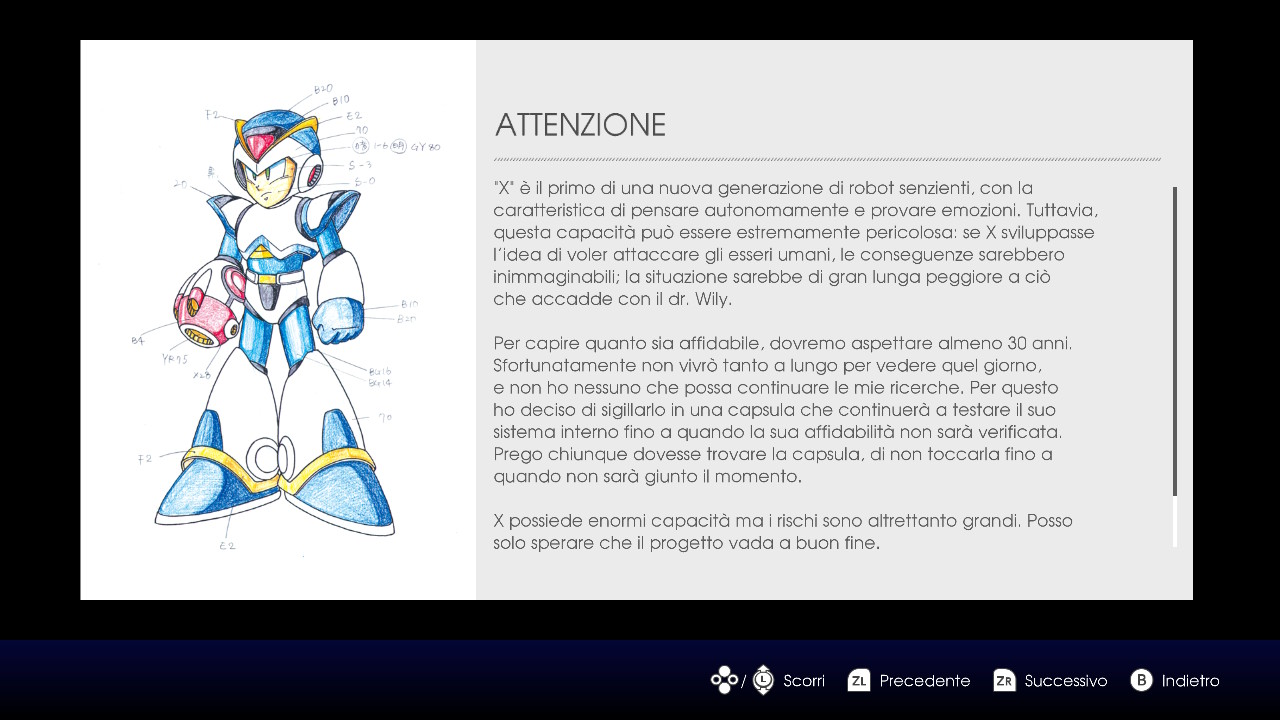 B20
B10
F2
E2
70
1-6
GY 80
S-3
S-0
20
黒
B10
B20
B4
YR75
X28
BG16
BG14
70
F2
E2
ATTENZIONE
"X" è il primo di una nuova generazione di robot senzienti, con la
caratteristica di pensare autonomamente e provare emozioni. Tuttavia,
questa capacità può essere estremamente pericolosa: se X sviluppasse
l'idea di voler attaccare gli esseri umani, le conseguenze sarebbero
inimmaginabili; la situazione sarebbe di gran lunga peggiore a ciò
che accadde con il dr. Wily.
Per capire quanto sia affidabile, dovremo aspettare almeno 30 anni.
Sfortunatamente non vivrò tanto a lungo per vedere quel giorno,
e non ho nessuno che possa continuare le mie ricerche. Per questo
ho deciso di sigillarlo in una capsula che continuerà a testare il suo
sistema interno fino a quando la sua affidabilità non sarà verificata.
Prego chiunque dovesse trovare la capsula, di non toccarla fino a
quando non sarà giunto il momento.
X possiede enormi capacità ma i rischi sono altrettanto grandi. Posso
solo sperare che il progetto vada a buon fine.
/ L Scorri ZL Precedente ZR Successivo B Indietro